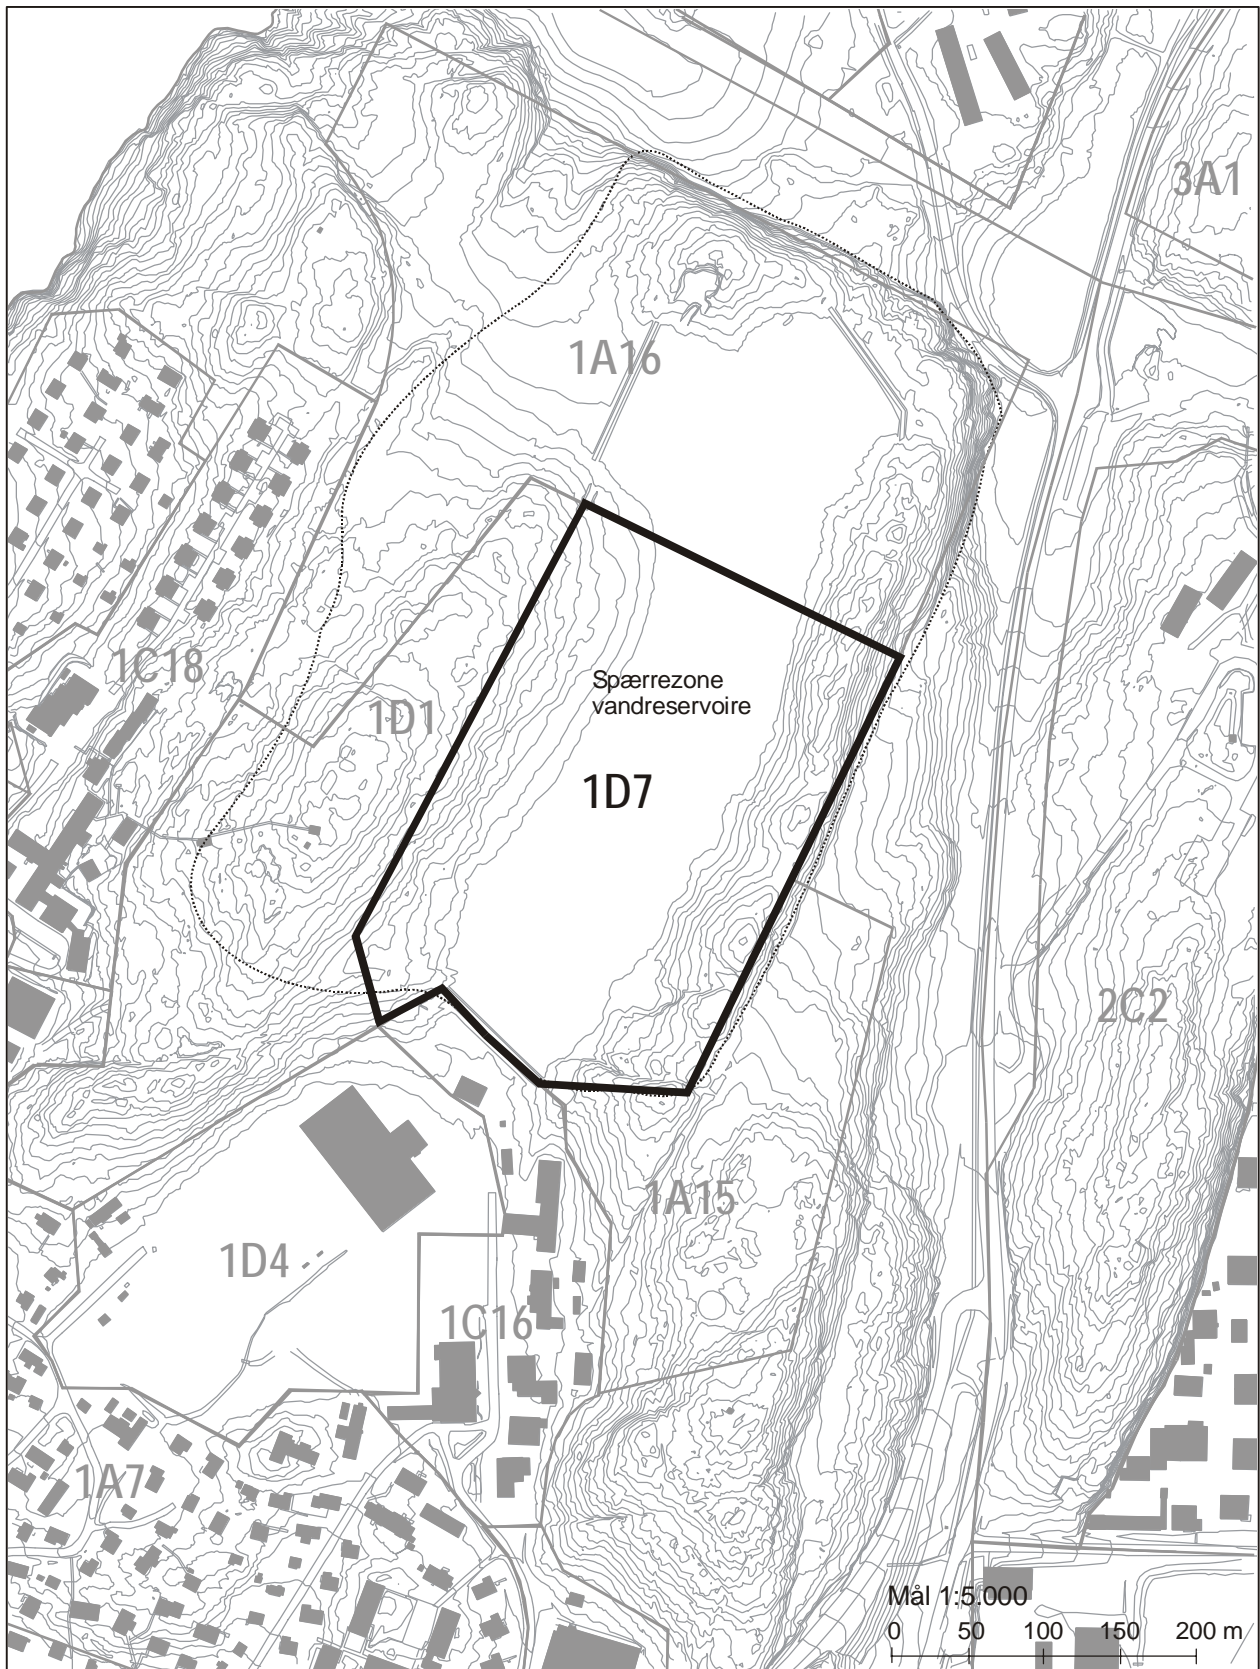 3A1
1A16
1C18
Spærrezone
vandreservoire
1D1
1D7
2C2
1A15
1D4
1C16
1A7
Mål 1:5.000
0 50 100 150 200 m